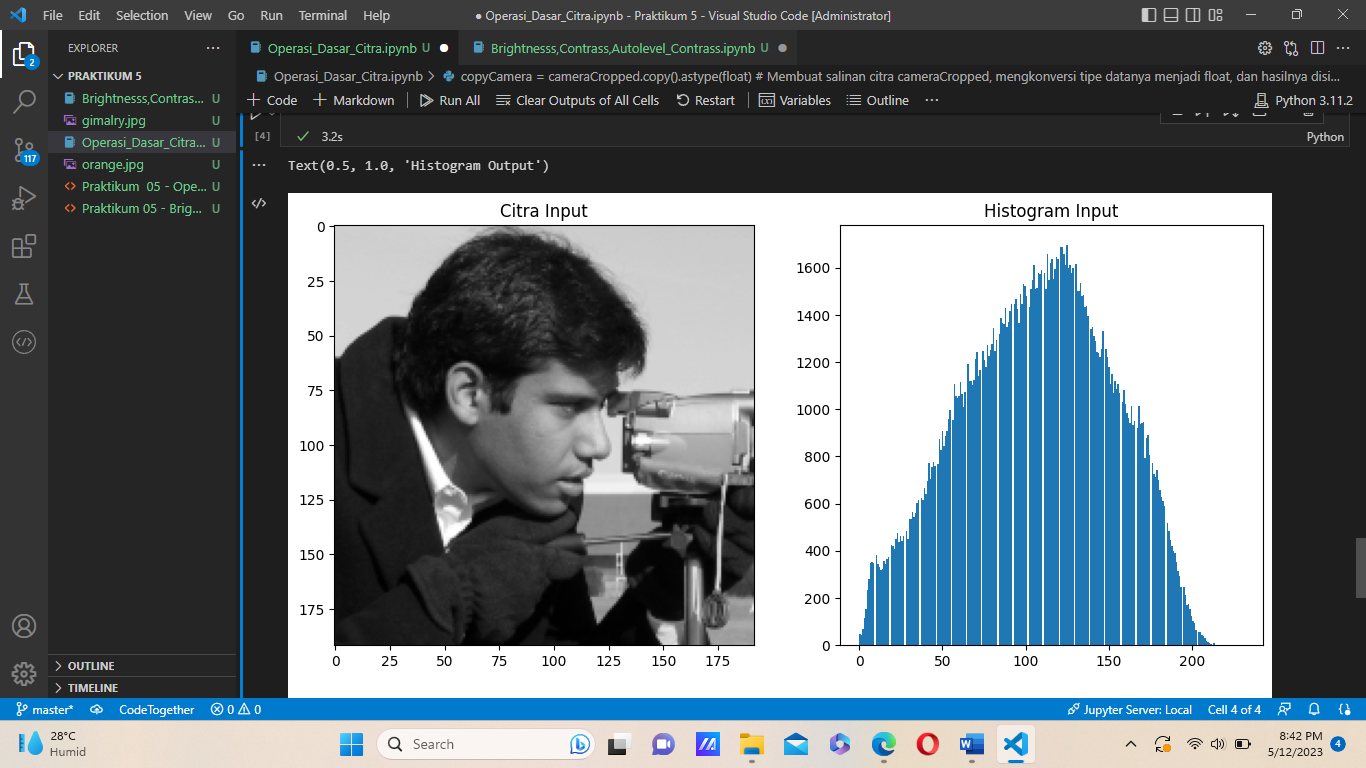 File Edit Selection View Go Run Terminal Help
● Operasi_Dasar_Citra.ipynb - Praktikum 5 - Visual Studio Code [Administrator]
EXPLORER
Operasi_Dasar_Citra.ipynb U
Brightnesss,Contrass,Autolevel_Contrass.ipynb U
PRAKTIKUM 5
Brightnesss,Contras... U
gimalry.jpg U
Operasi_Dasar_Citra... U
orange.jpg U
Praktikum 05 - Ope... U
Praktikum 05 - Brig... U
OUTLINE
TIMELINE
2
117
Operasi_Dasar_Citra.ipynb > copyCamera = cameraCropped.copy().astype(float) # Membuat salinan citra cameraCropped, mengkonversi tipe datanya menjadi float, dan hasilnya disi...
+ Code + Markdown Run All Clear Outputs of All Cells Restart Variables Outline ... Python 3.11.2
[4] 3.2s Python
Text(0.5, 1.0, 'Histogram Output')
Citra Input
0
25
50
75
100
125
150
175
0 25 50 75 100 125 150 175
Histogram Input
1600
1400
1200
1000
800
600
400
200
0
0 50 100 150 200
master* CodeTogether 0 0 Jupyter Server: Local Cell 4 of 4
28°C
Humid
Search
8:42 PM
5/12/2023
4